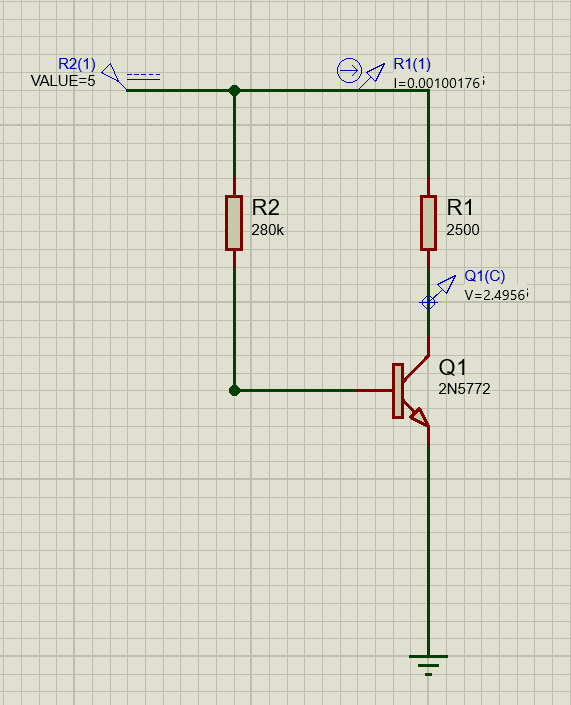 R2(1)
VALUE=5
R1(1)
I=0.00100176
R2
280k
R1
2500
Q1(C)
V=2.4956
Q1
2N5772